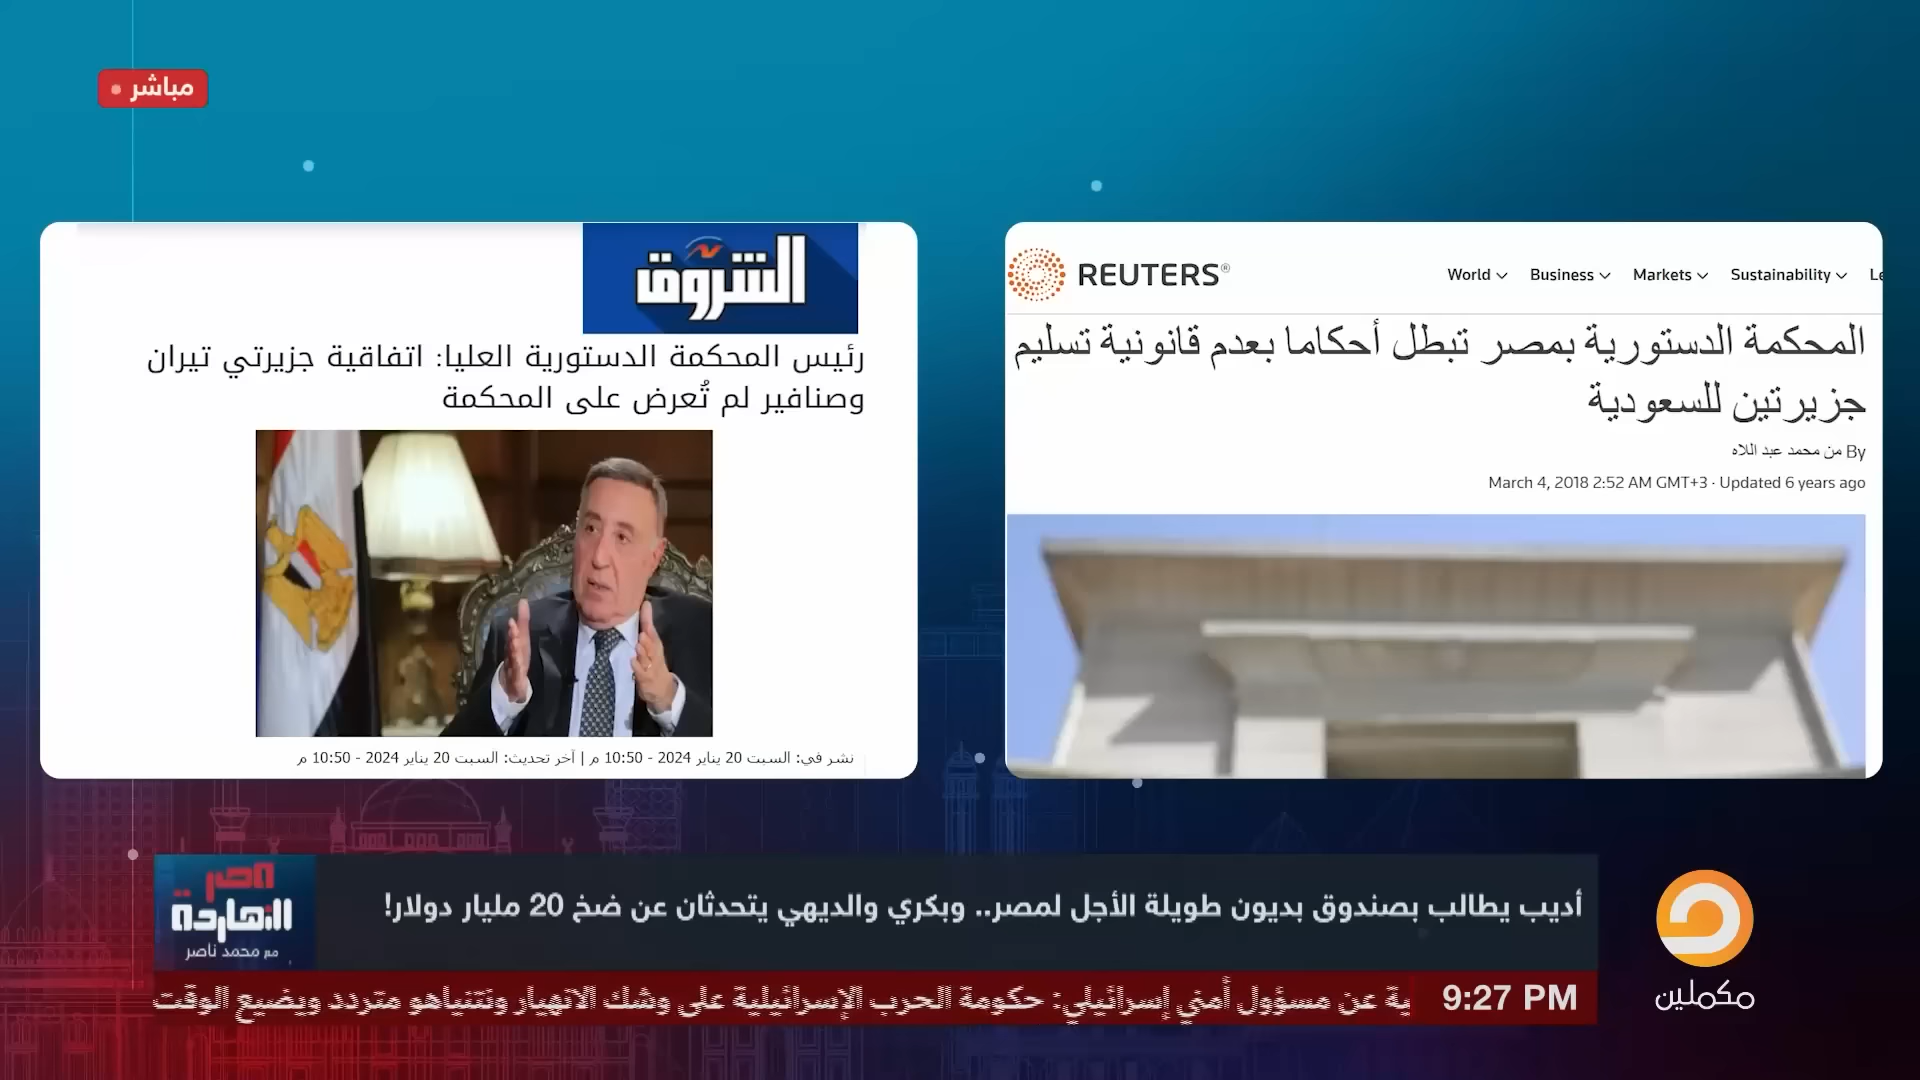 مباشر
الشروق
رئيس المحكمة الدستورية العليا: اتفاقية جزيرتي تيران
وصنافير لم تُعرض على المحكمة
نشر في: السبت 20 يناير 2024 - 10:50 م | آخر تحديث: السبت 20 يناير 2024 - 10:50 م
REUTERS®
World Business Markets Sustainability Le
المحكمة الدستورية بمصر تبطل أحكاما بعدم قانونية تسليم
جزيرتين للسعودية
By من محمد عبد اللاه
March 4, 2018 2:52 AM GMT+3 · Updated 6 years ago
مصر
النهاردة
مع محمد ناصر
أديب يطالب بصندوق بديون طويلة الأجل لمصر.. وبكري والديهي يتحدثان عن ضخ 20 مليار دولار!
9:27 PM
ية عن مسؤول أمني إسرائيلي: حكومة الحرب الإسرائيلية على وشك الانهيار ونتنياهو متردد ويضيع الوقت
مكملين